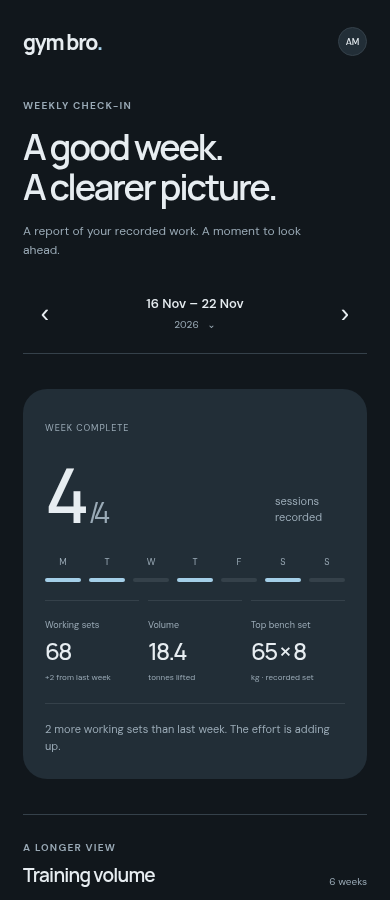 gym bro.
AM
WEEKLY CHECK-IN
A good week.
A clearer picture.
A report of your recorded work. A moment to look
ahead.
16 Nov – 22 Nov
2026
WEEK COMPLETE
4/4
sessions
recorded
M T W T F S S
Working sets Volume Top bench set
68 18.4 65×8
+2 from last week tonnes lifted kg · recorded set
2 more working sets than last week. The effort is adding
up.
A LONGER VIEW
Training volume
6 weeks